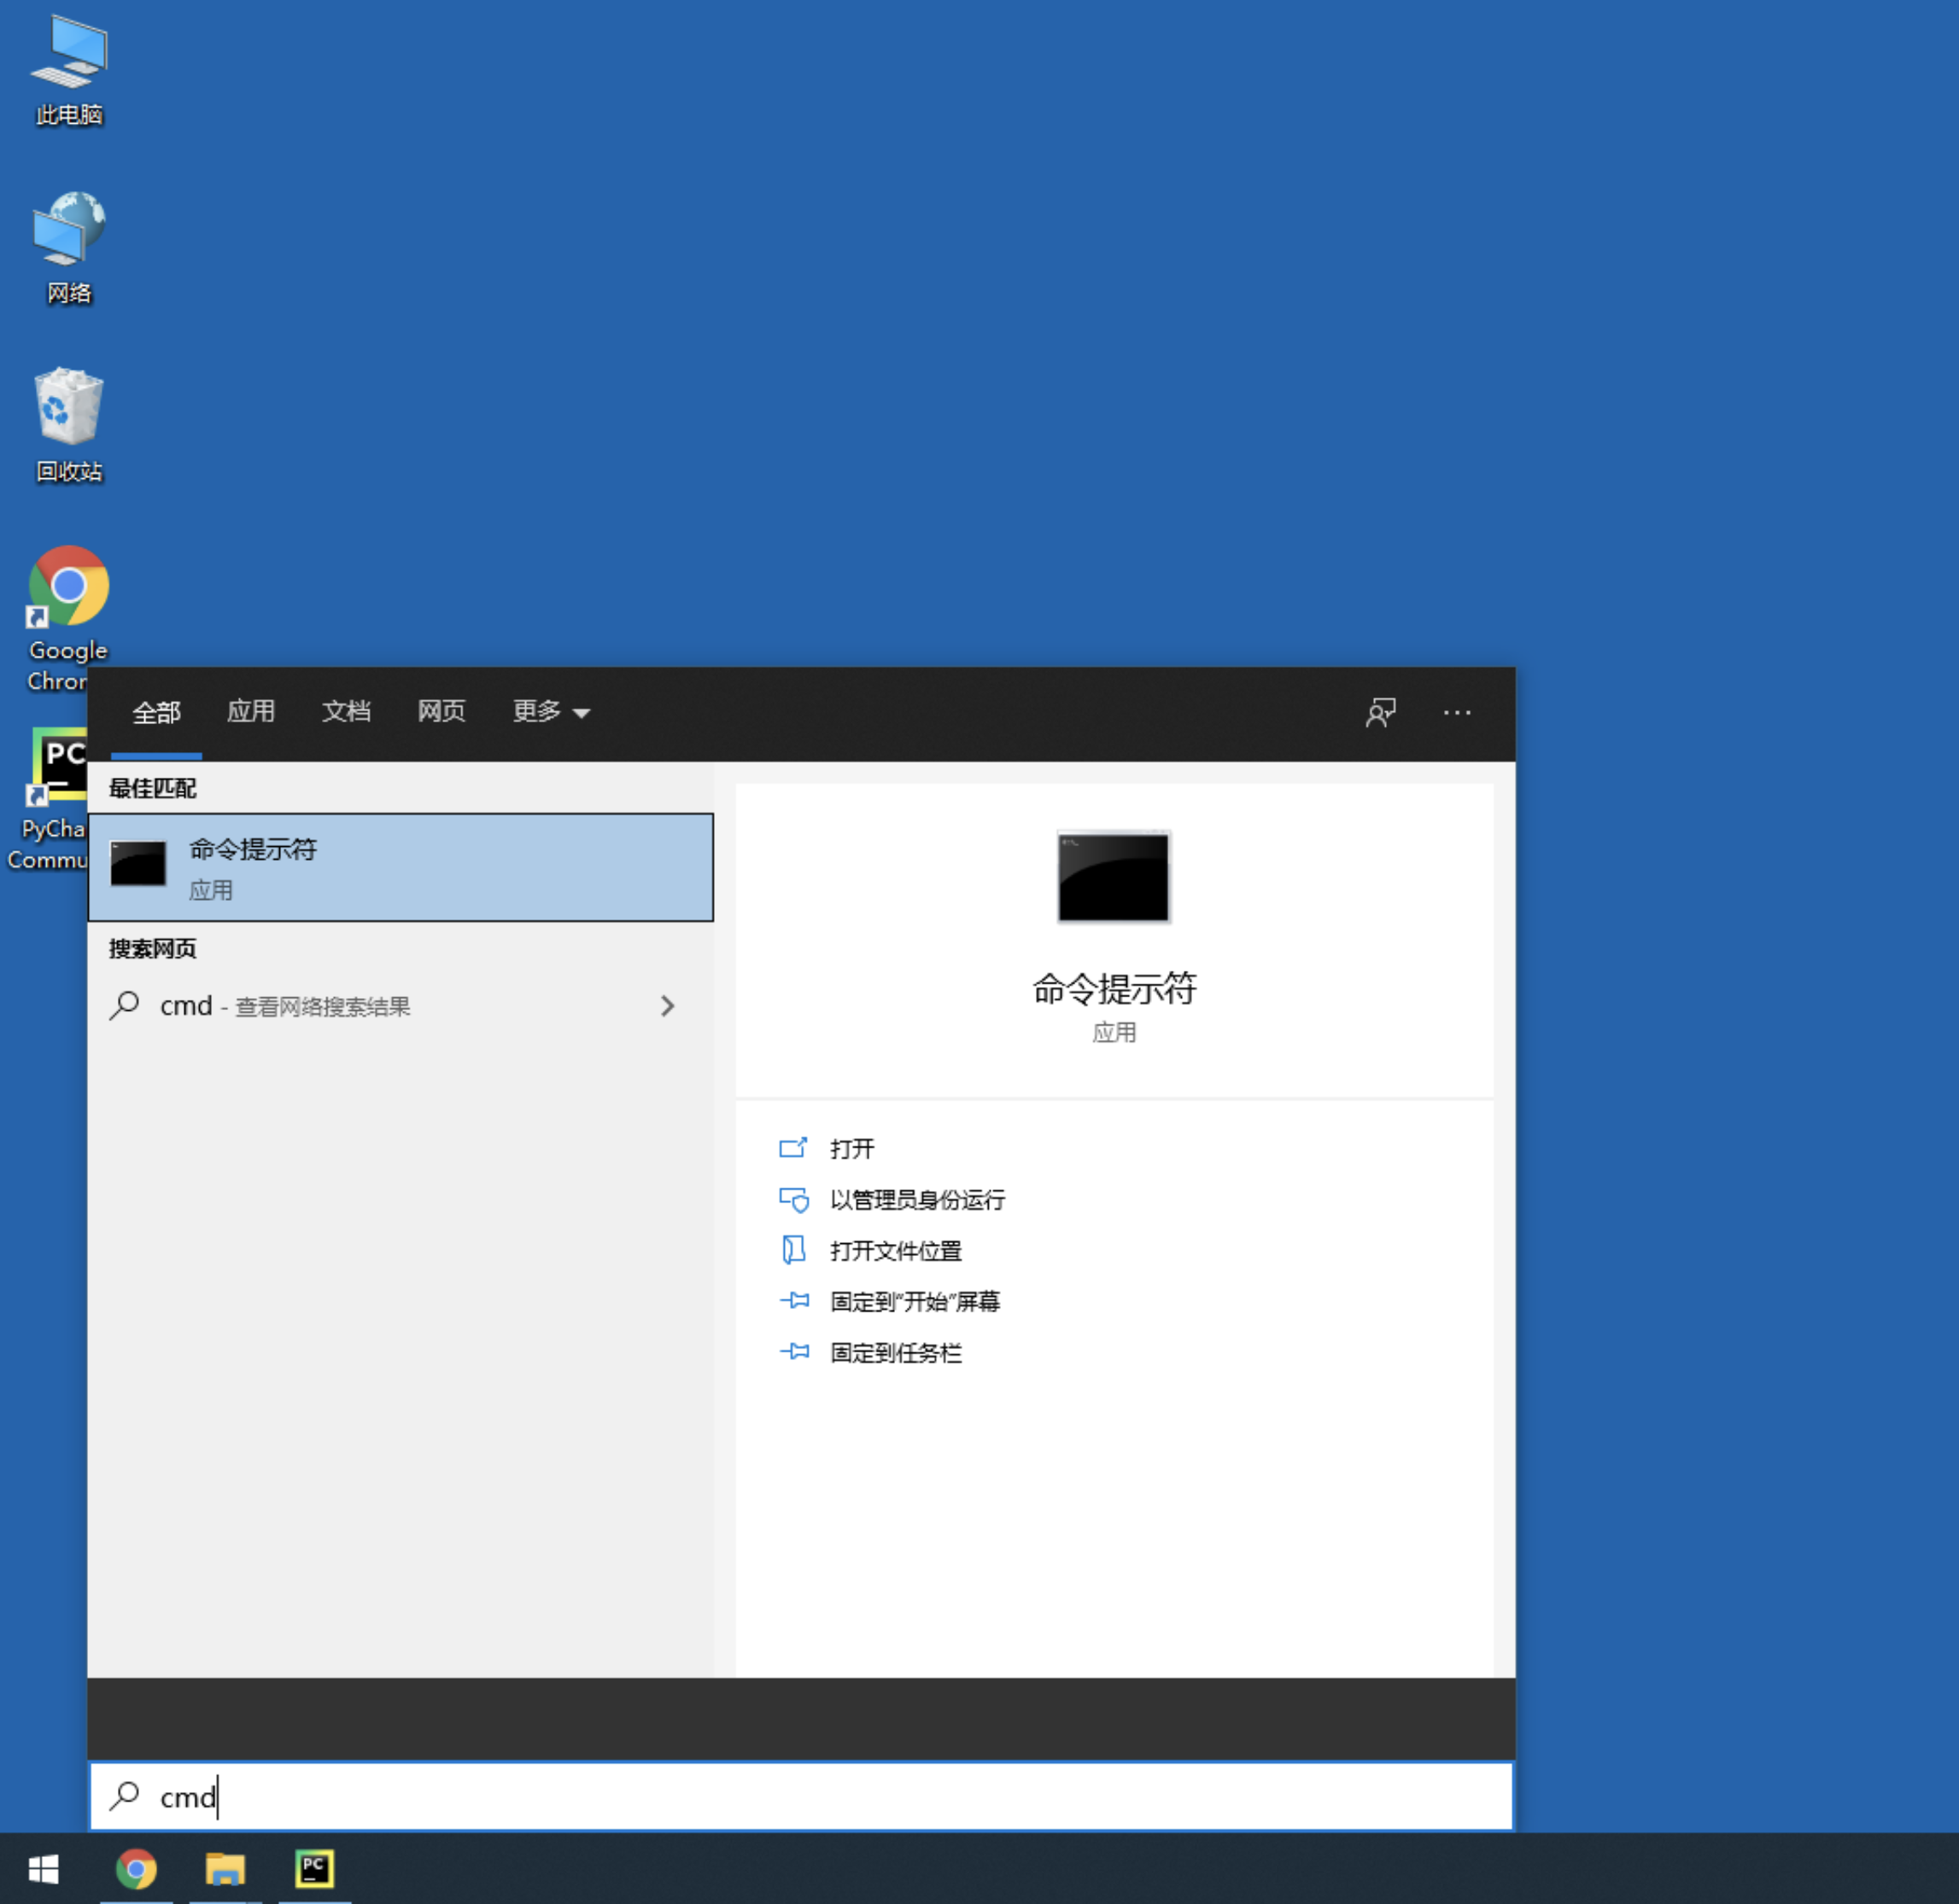 此电脑
网络
回收站
Google
Chrom
PC
PyCha
Commu
全部 应用 文档 网页 更多
最佳匹配
命令提示符
应用
搜索网页
cmd - 查看网络搜索结果
命令提示符
应用
打开
以管理员身份运行
打开文件位置
固定到"开始"屏幕
固定到任务栏
cmd
PC